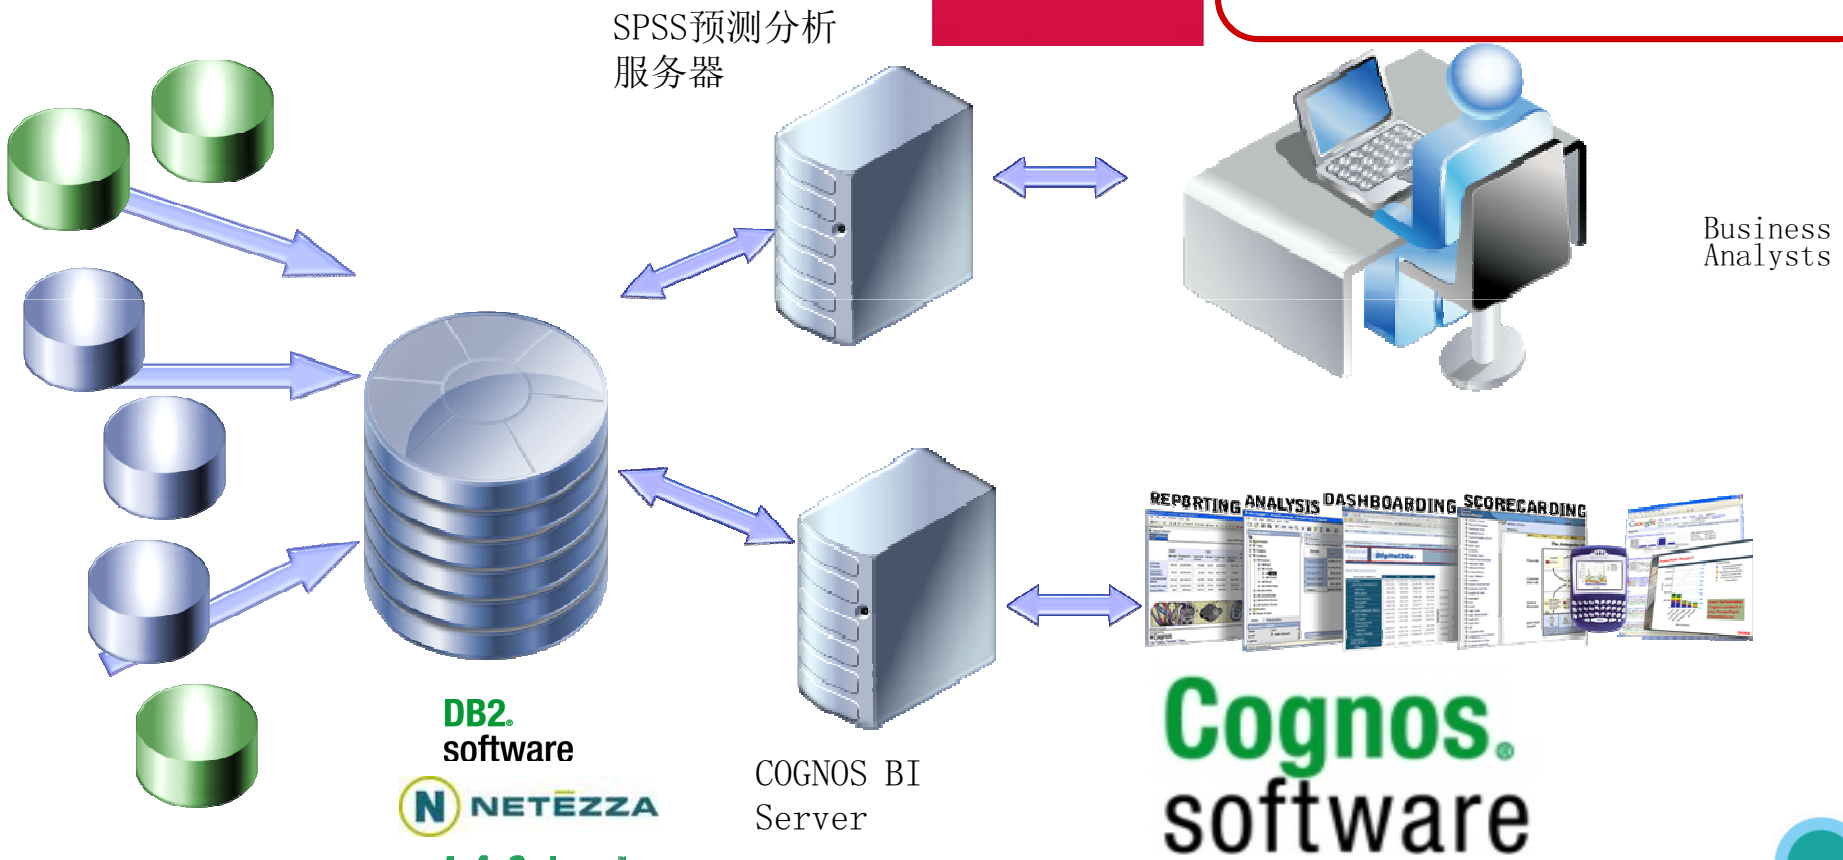 SPSS预测分析
服务器
Business
Analysts
REPORTING ANALYSIS DASHBOARDING SCORECARDING
DB2.
software
NETĒZZA
COGNOS BI
Server
Cognos®
software